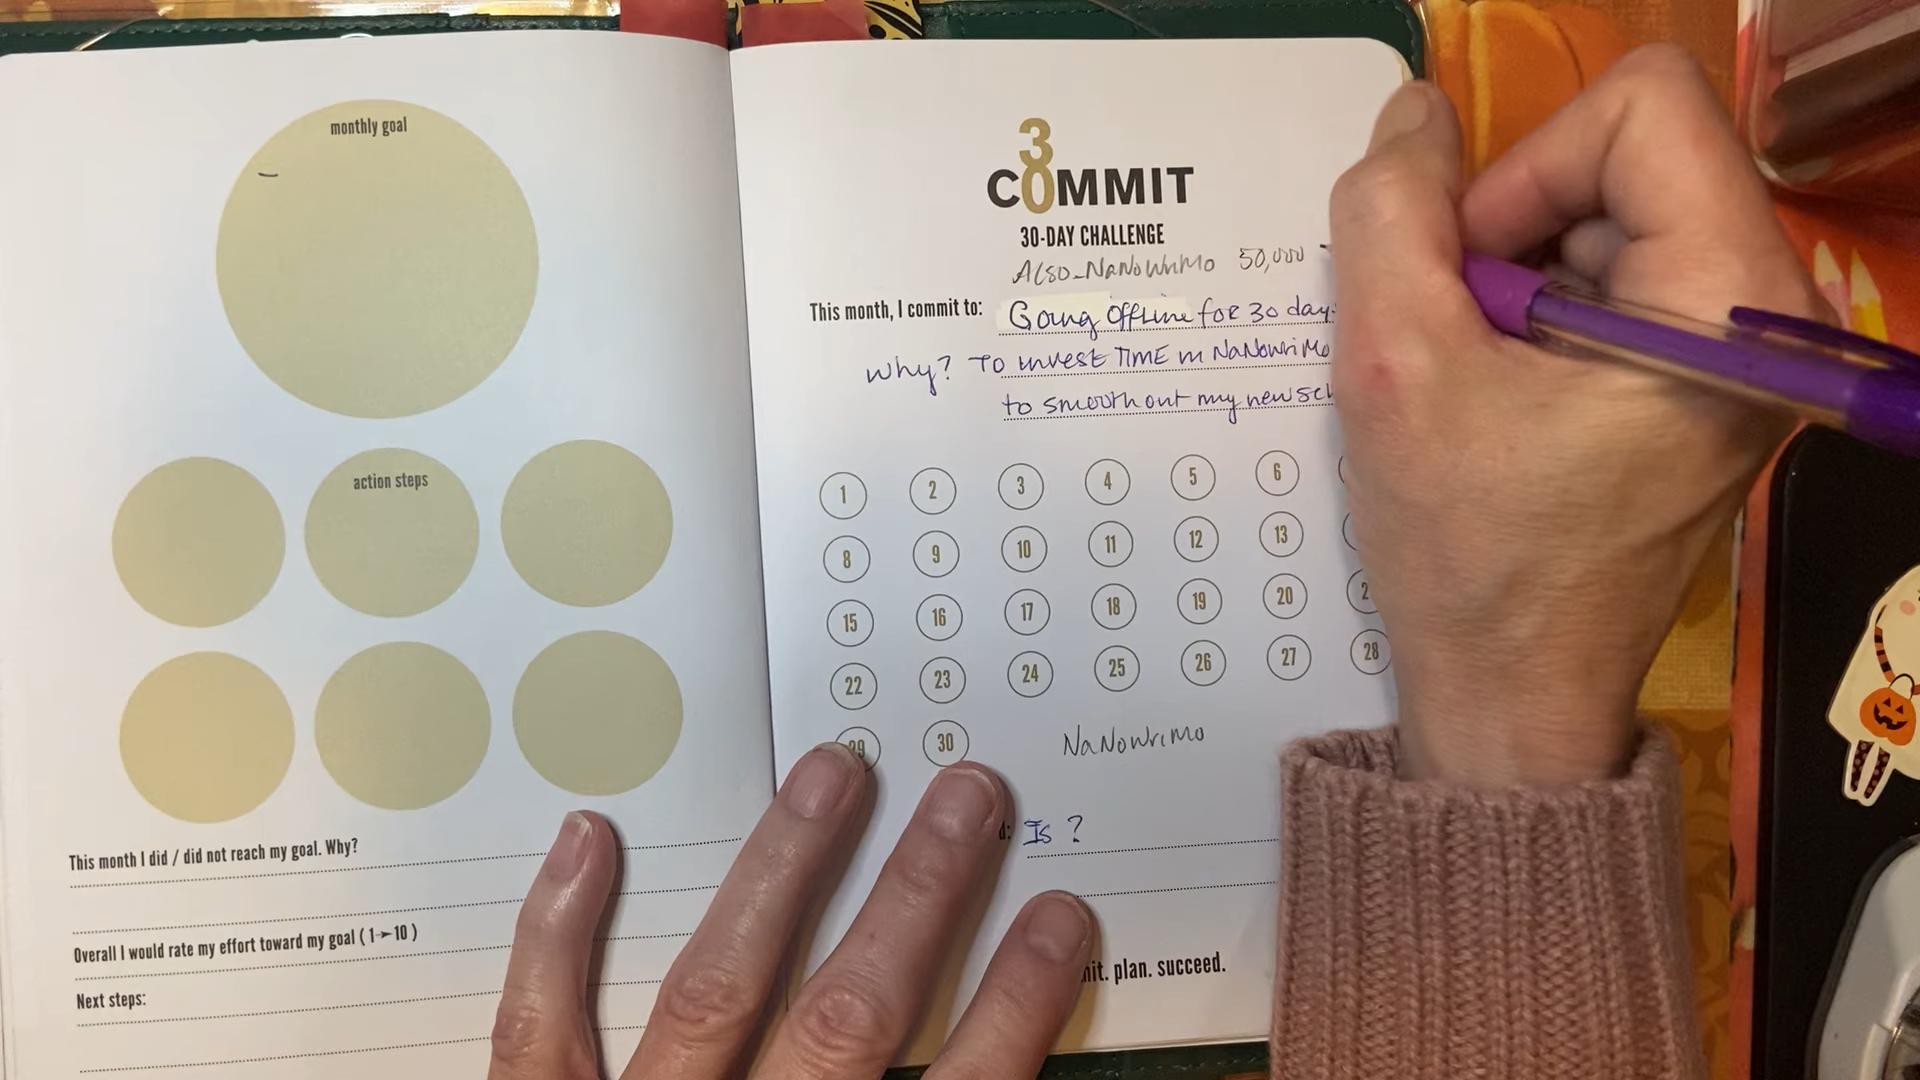 monthly goal
action steps
This month I did / did not reach my goal. Why?
Overall I would rate my effort toward my goal (1➛10)
Next steps:
30
COMMIT
30-DAY CHALLENGE
Also-NaNoWriMo 50,000
This month, I commit to: Going Offline for 30 days
Why? To invest TIME in NaNoWriMo
to smooth out my new
1 2 3 4 5 6
8 9 10 11 12 13
15 16 17 18 19 20
22 23 24 25 26 27 28
29 30 NaNoWriMo
Is ?
plan. succeed.